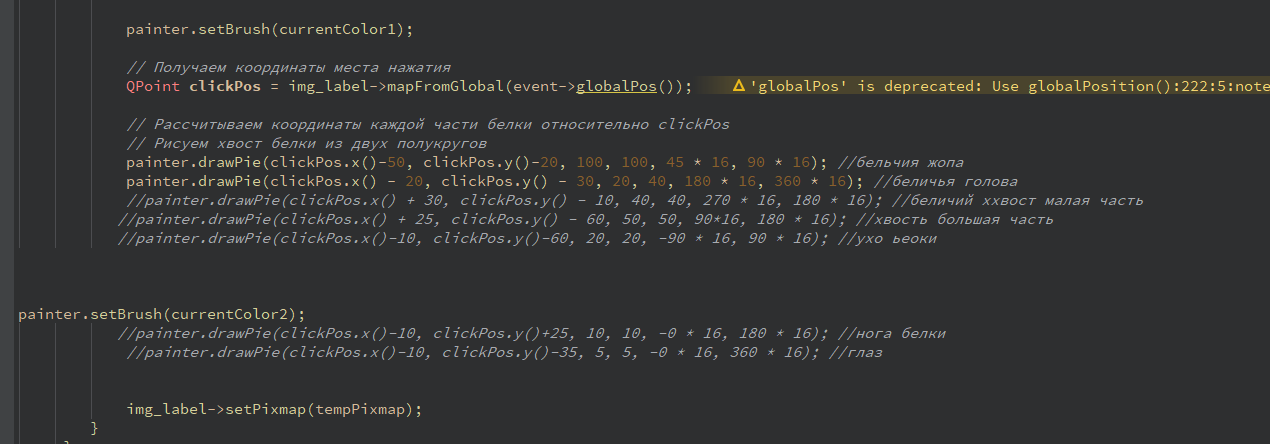 painter.setBrush(currentColor1);
// Получаем координаты места нажатия
QPoint clickPos = img_label->mapFromGlobal(event->globalPos()); 'globalPos' is deprecated: Use globalPosition():222:5:note
// Рассчитываем координаты каждой части белки относительно clickPos
// Рисуем хвост белки из двух полукругов
painter.drawPie(clickPos.x()-50, clickPos.y()-20, 100, 100, 45 * 16, 90 * 16); //бельчия жопа
painter.drawPie(clickPos.x() - 20, clickPos.y() - 30, 20, 40, 180 * 16, 360 * 16); //беличья голова
//painter.drawPie(clickPos.x() + 30, clickPos.y() - 10, 40, 40, 270 * 16, 180 * 16); //беличий ххвост малая часть
//painter.drawPie(clickPos.x() + 25, clickPos.y() - 60, 50, 50, 90*16, 180 * 16); //хвость большая часть
//painter.drawPie(clickPos.x()-10, clickPos.y()-60, 20, 20, -90 * 16, 90 * 16); //ухо ьеоки
painter.setBrush(currentColor2);
//painter.drawPie(clickPos.x()-10, clickPos.y()+25, 10, 10, -0 * 16, 180 * 16); //нога белки
//painter.drawPie(clickPos.x()-10, clickPos.y()-35, 5, 5, -0 * 16, 360 * 16); //глаз
img_label->setPixmap(tempPixmap);
}